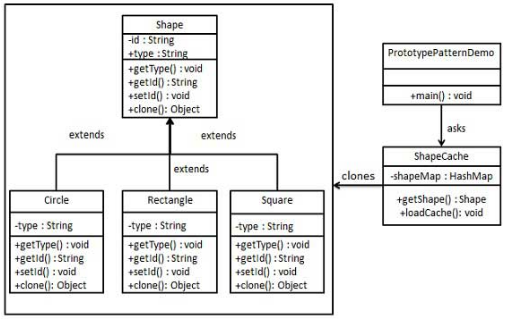 Shape
-id : String
+type : String
+getType() : void
+getId() : String
+setId() : void
+clone(): Object
PrototypePatternDemo
+main() : void
asks
extends
extends
extends
clones
ShapeCache
-shapeMap : HashMap
+getShape() : Shape
+loadCache(): void
Circle
-type : String
+getType() : void
+getId() : String
+setId() : void
+clone(): Object
Rectangle
-type : String
+getType() : void
+getId() : String
+setId() : void
+clone(): Object
Square
-type : String
+getType() : void
+getId() : String
+setId() : void
+clone(): Object